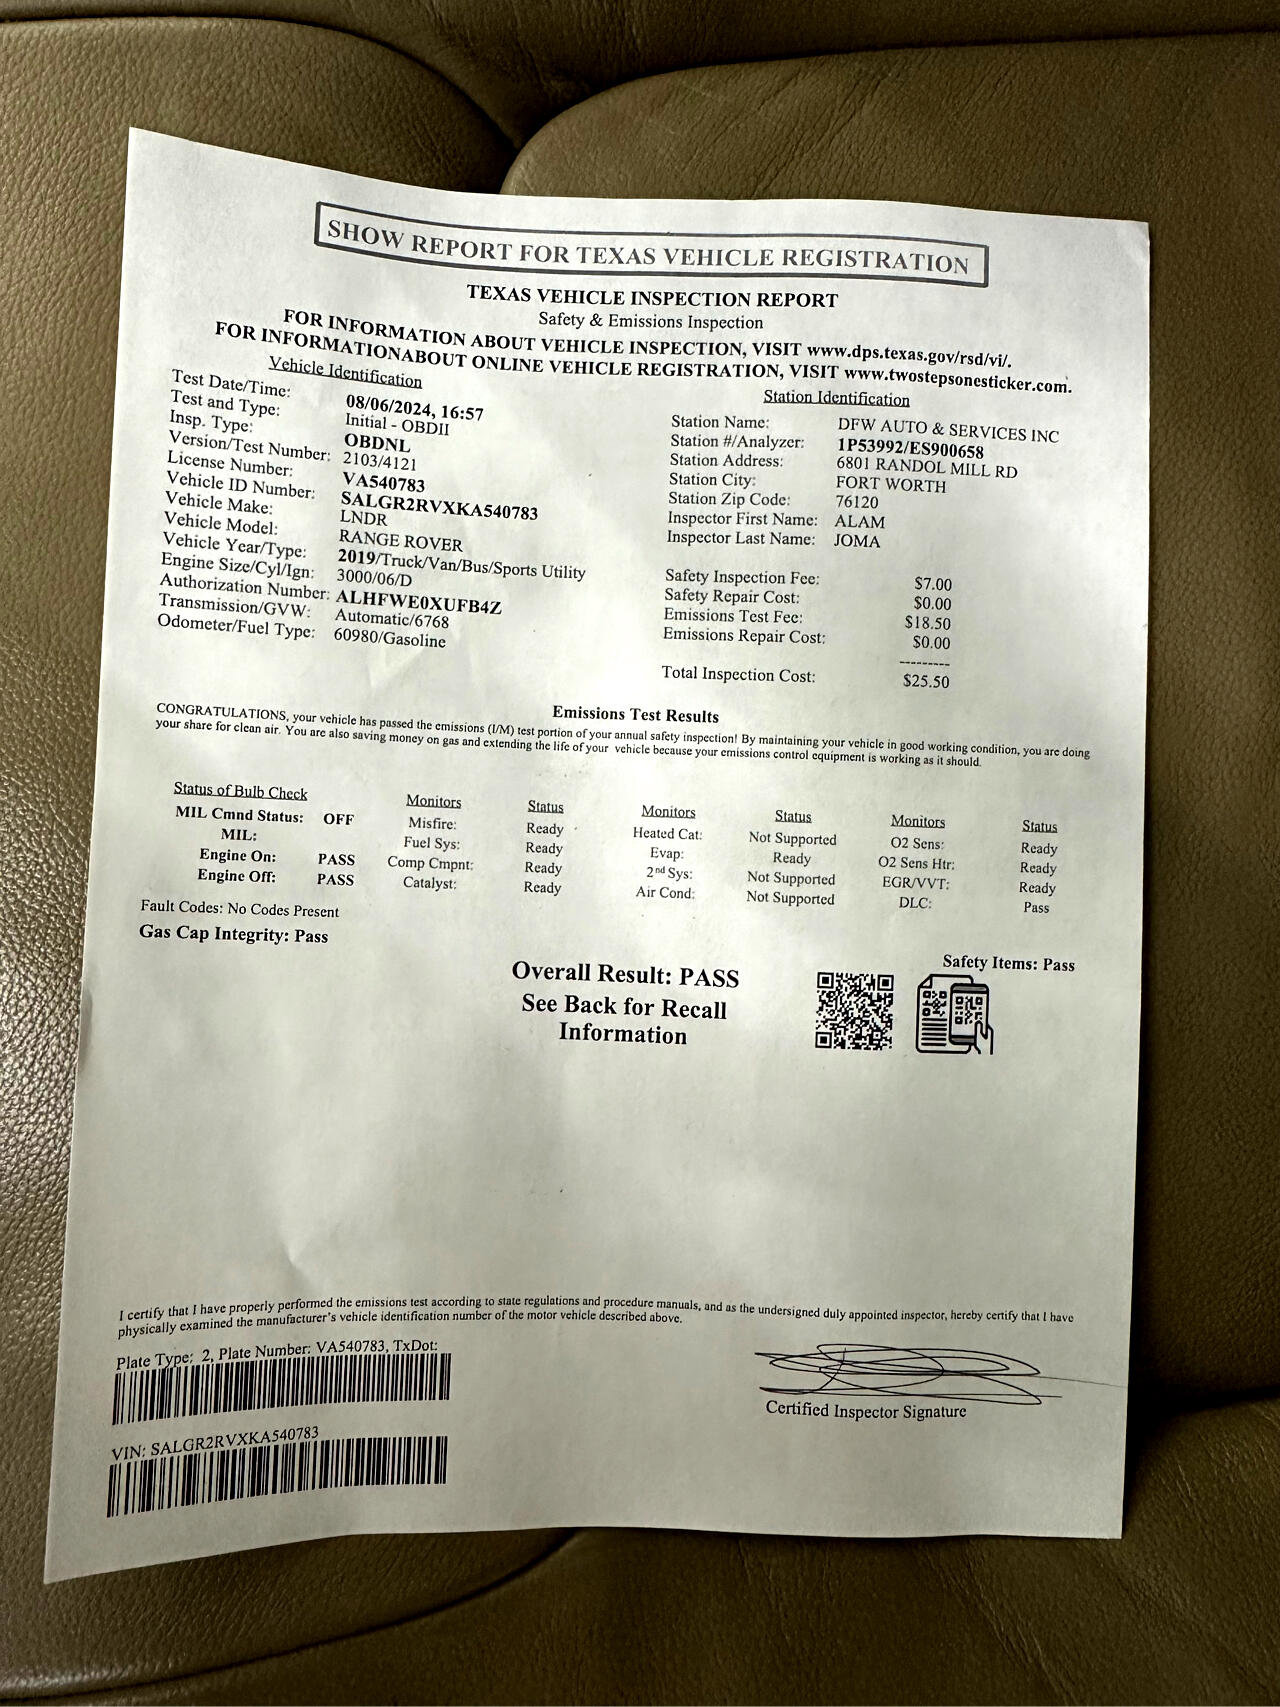 SHOW REPORT FOR TEXAS VEHICLE REGISTRATION
TEXAS VEHICLE INSPECTION REPORT
Safety & Emissions Inspection
FOR INFORMATION ABOUT VEHICLE INSPECTION, VISIT www.dps.texas.gov/rsd/vi/.
FOR INFORMATIONABOUT ONLINE VEHICLE REGISTRATION, VISIT www.twostepsonesticker.com.
Vehicle Identification
Test Date/Time: 08/06/2024, 16:57
Test and Type: Initial - OBDII
Insp. Type: OBDNL
Version/Test Number: 2103/4121
License Number: VA540783
Vehicle ID Number: SALGR2RVXKA540783
Vehicle Make: LNDR
Vehicle Model: RANGE ROVER
Vehicle Year/Type: 2019/Truck/Van/Bus/Sports Utility
Engine Size/Cyl/Ign: 3000/06/D
Authorization Number: ALHFWE0XUFB4Z
Transmission/GVW: Automatic/6768
Odometer/Fuel Type: 60980/Gasoline
Station Identification
Station Name: DFW AUTO & SERVICES INC
Station #/Analyzer: 1P53992/ES900658
Station Address: 6801 RANDOL MILL RD
Station City: FORT WORTH
Station Zip Code: 76120
Inspector First Name: ALAM
Inspector Last Name: JOMA
Safety Inspection Fee: $7.00
Safety Repair Cost: $0.00
Emissions Test Fee: $18.50
Emissions Repair Cost: $0.00
---------
Total Inspection Cost: $25.50
Emissions Test Results
CONGRATULATIONS, your vehicle has passed the emissions (I/M) test portion of your annual safety inspection! By maintaining your vehicle in good working condition, you are doing
your share for clean air. You are also saving money on gas and extending the life of your vehicle because your emissions control equipment is working as it should.
Status of Bulb Check
MIL Cmnd Status: OFF
MIL:
Engine On: PASS
Engine Off: PASS
Monitors Status
Misfire: Ready
Fuel Sys: Ready
Comp Cmpnt: Ready
Catalyst: Ready
Monitors Status
Heated Cat: Not Supported
Evap: Ready
2nd Sys: Not Supported
Air Cond: Not Supported
Monitors Status
O2 Sens: Ready
O2 Sens Htr: Ready
EGR/VVT: Ready
DLC: Pass
Fault Codes: No Codes Present
Gas Cap Integrity: Pass
Safety Items: Pass
Overall Result: PASS
See Back for Recall
Information
I certify that I have properly performed the emissions test according to state regulations and procedure manuals, and as the undersigned duly appointed inspector, hereby certify that I have
physically examined the manufacturer's vehicle identification number of the motor vehicle described above.
Plate Type: 2, Plate Number: VA540783, TxDot:
Certified Inspector Signature
VIN: SALGR2RVXKA540783